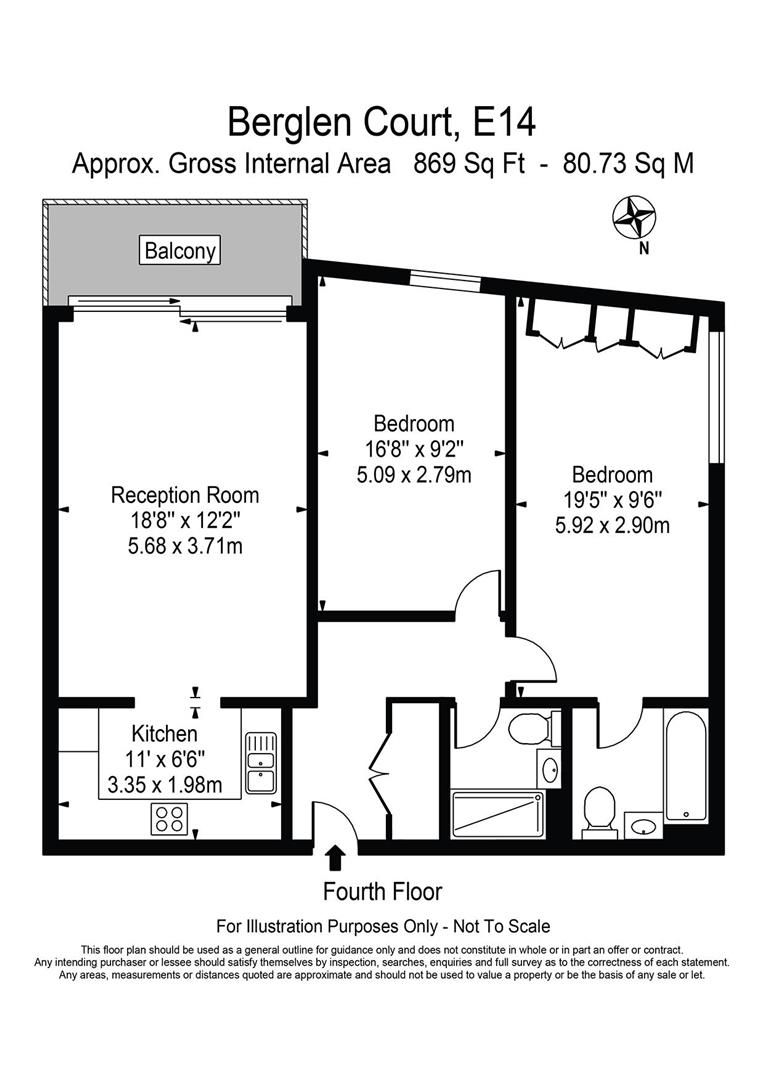 Berglen Court, E14
Approx. Gross Internal Area 869 Sq Ft - 80.73 Sq M
N
Balcony
Bedroom
16'8" x 9'2"
5.09 x 2.79m
Bedroom
19'5" x 9'6"
5.92 x 2.90m
Reception Room
18'8" x 12'2"
5.68 x 3.71m
Kitchen
11' x 6'6"
3.35 x 1.98m
Fourth Floor
For Illustration Purposes Only - Not To Scale
This floor plan should be used as a general outline for guidance only and does not constitute in whole or in part an offer or contract.
Any intending purchaser or lessee should satisfy themselves by inspection, searches, enquiries and full survey as to the correctness of each statement.
Any areas, measurements or distances quoted are approximate and should not be used to value a property or be the basis of any sale or let.